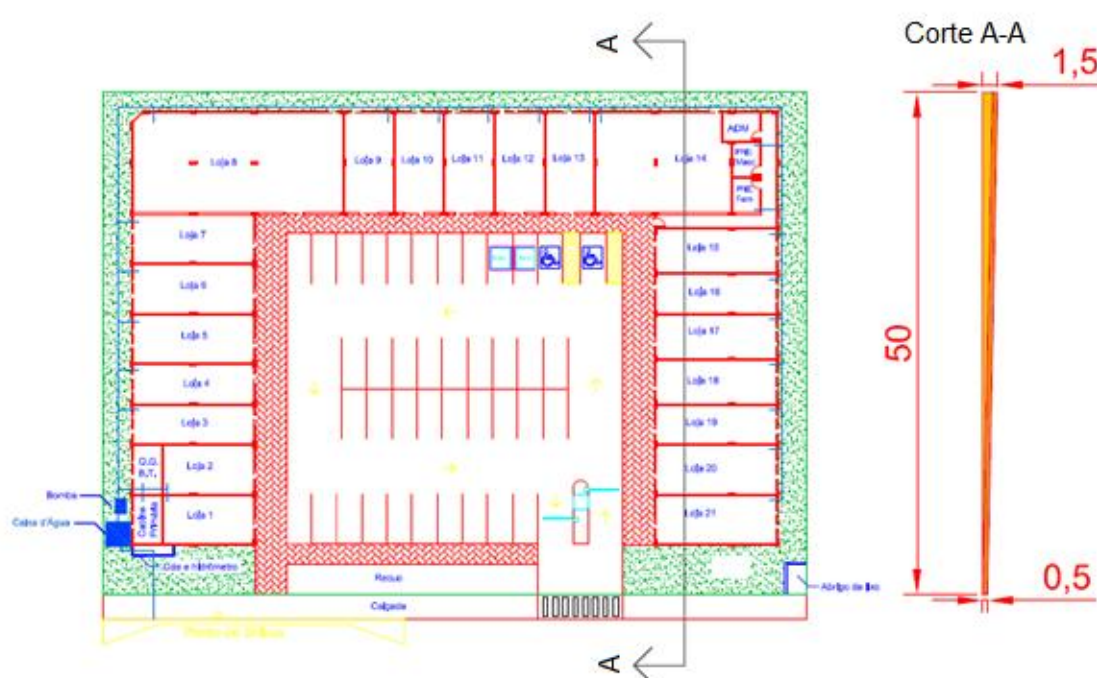 Corte A-A
A
1,5
ADM
Loja 8
Loja 9
Loja 10
Loja 11
Loja 12
Loja 13
Loja 14
Loja 7
Loja 15
Loja 6
Loja 16
Loja 5
Loja 17
50
Loja 4
Loja 18
Loja 3
Loja 19
Loja 2
Loja 20
Bomba
Loja 1
Loja 21
Caixa d'Água
Recuo
Abrigo de lixo
0,5
Calçada
A